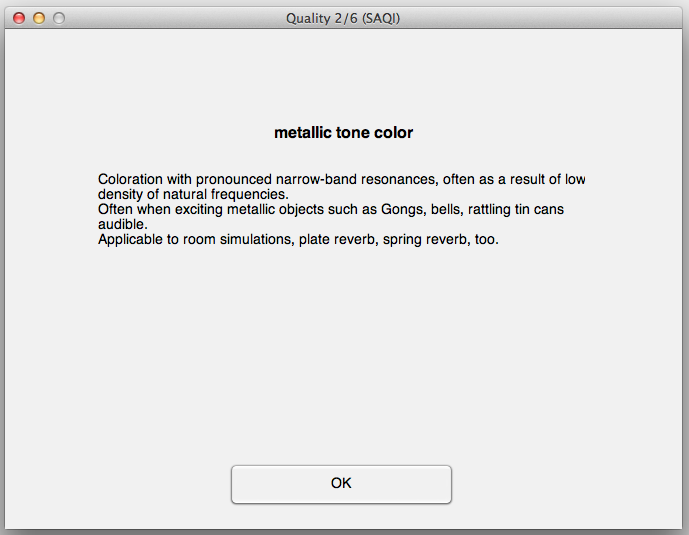 Quality 2/6 (SAQI)
metallic tone color
Coloration with pronounced narrow-band resonances, often as a result of low
density of natural frequencies.
Often when exciting metallic objects such as Gongs, bells, rattling tin cans
audible.
Applicable to room simulations, plate reverb, spring reverb, too.
OK